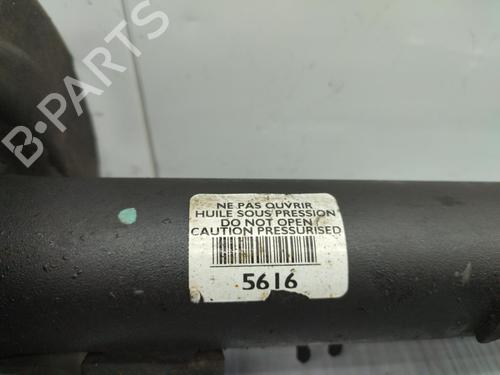 B-PARTS
NE PAS OUVRIR
HUILE SOUS PRESSION
DO NOT OPEN
CAUTION PRESSURISED
5616